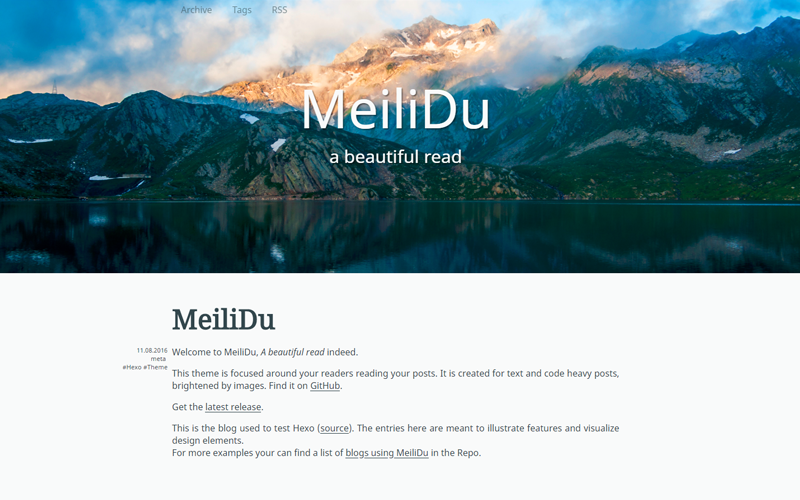 Archive Tags RSS
MeiliDu
a beautiful read
MeiliDu
11.08.2016
meta
#Hexo #Theme
Welcome to MeiliDu, A beautiful read indeed.
This theme is focused around your readers reading your posts. It is created for text and code heavy posts,
brightened by images. Find it on GitHub.
Get the latest release.
This is the blog used to test Hexo (source). The entries here are meant to illustrate features and visualize
design elements.
For more examples your can find a list of blogs using MeiliDu in the Repo.